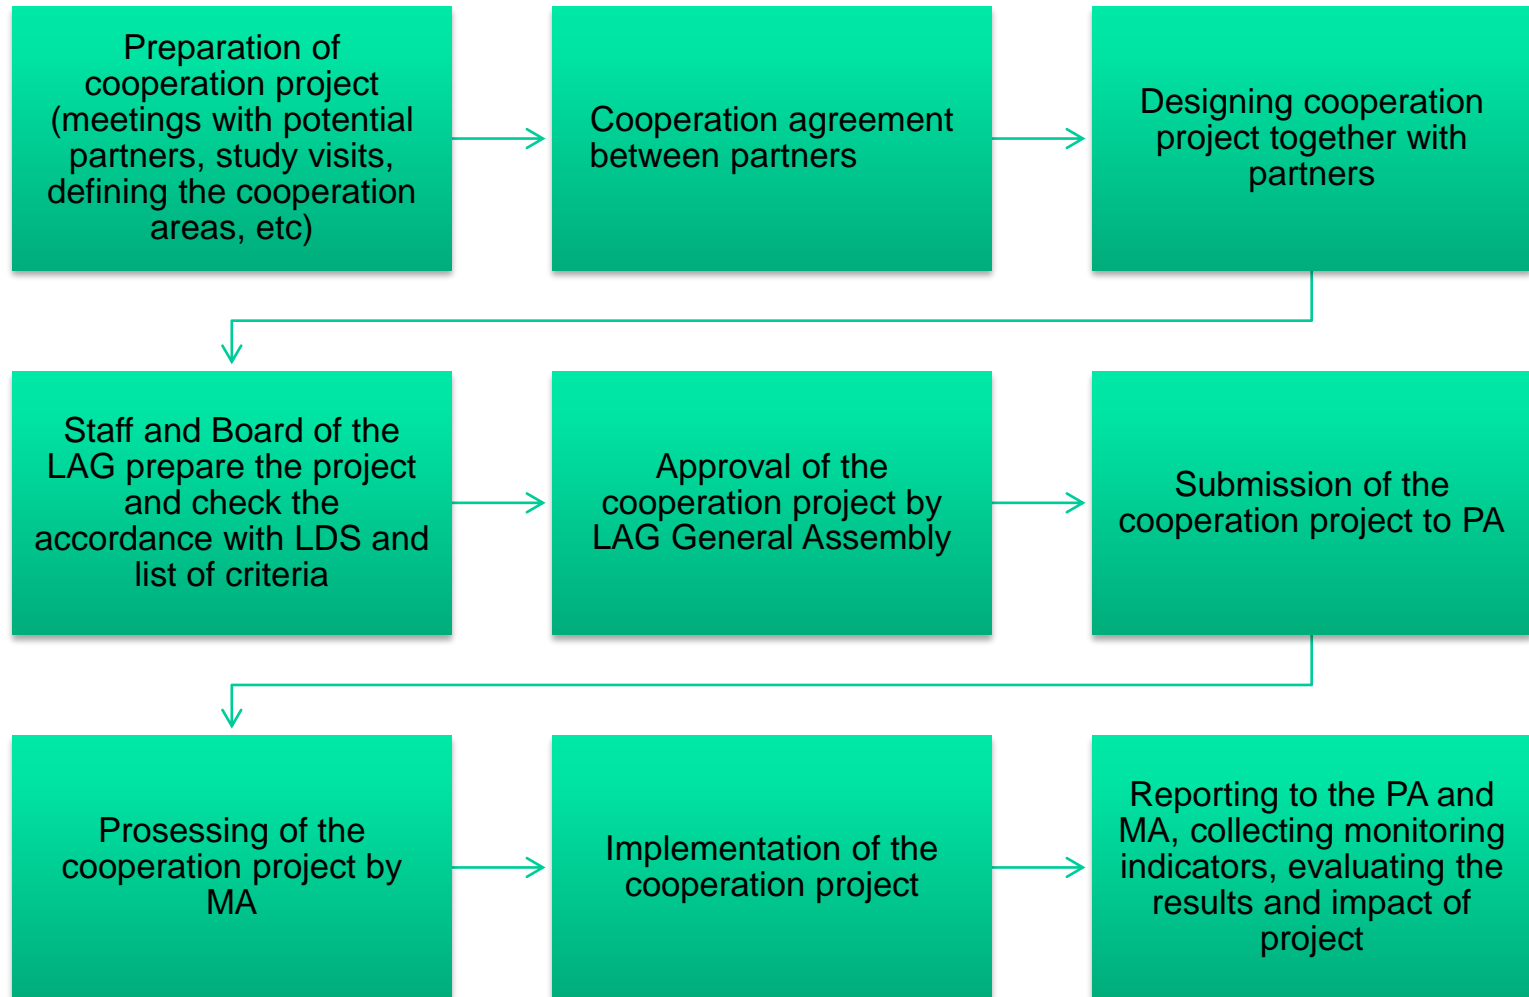 Preparation of
cooperation project
(meetings with potential
partners, study visits,
defining the cooperation
areas, etc)
Cooperation agreement
between partners
Designing cooperation
project together with
partners
Staff and Board of the
LAG prepare the project
and check the
accordance with LDS and
list of criteria
Approval of the
cooperation project by
LAG General Assembly
Submission of the
cooperation project to PA
Prosessing of the
cooperation project by
MA
Implementation of the
cooperation project
Reporting to the PA and
MA, collecting monitoring
indicators, evaluating the
results and impact of
project